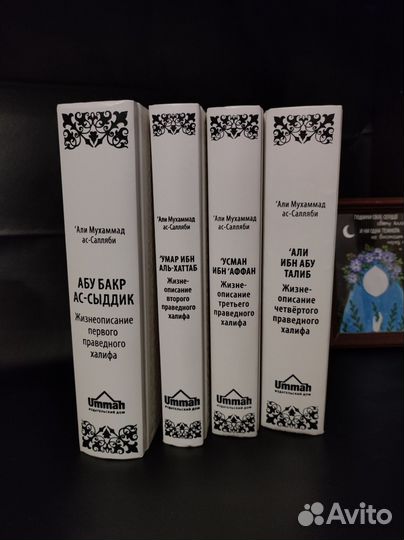 'Али Мухаммад
ас-Салляби
АБУ БАКР
АС-СЫДДИК
Жизнеописание
первого
праведного
халифа
Ummah
ИЗДАТЕЛЬСКИЙ ДОМ
'Али Мухаммад
ас-Салляби
'УМАР ИБН
АЛЬ-ХАТТАБ
Жизне-
описание
второго
праведного
халифа
Ummah
ИЗДАТЕЛЬСКИЙ ДОМ
'Али Мухаммад
ас-Салляби
'УСМАН
ИБН 'АФФАН
Жизне-
описание
третьего
праведного
халифа
Ummah
ИЗДАТЕЛЬСКИЙ ДОМ
'Али Мухаммад
ас-Салляби
'АЛИ
ИБН АБУ
ТАЛИБ
Жизне-
описание
четвёртого
праведного
халифа
Ummah
ИЗДАТЕЛЬСКИЙ ДОМ
Avito